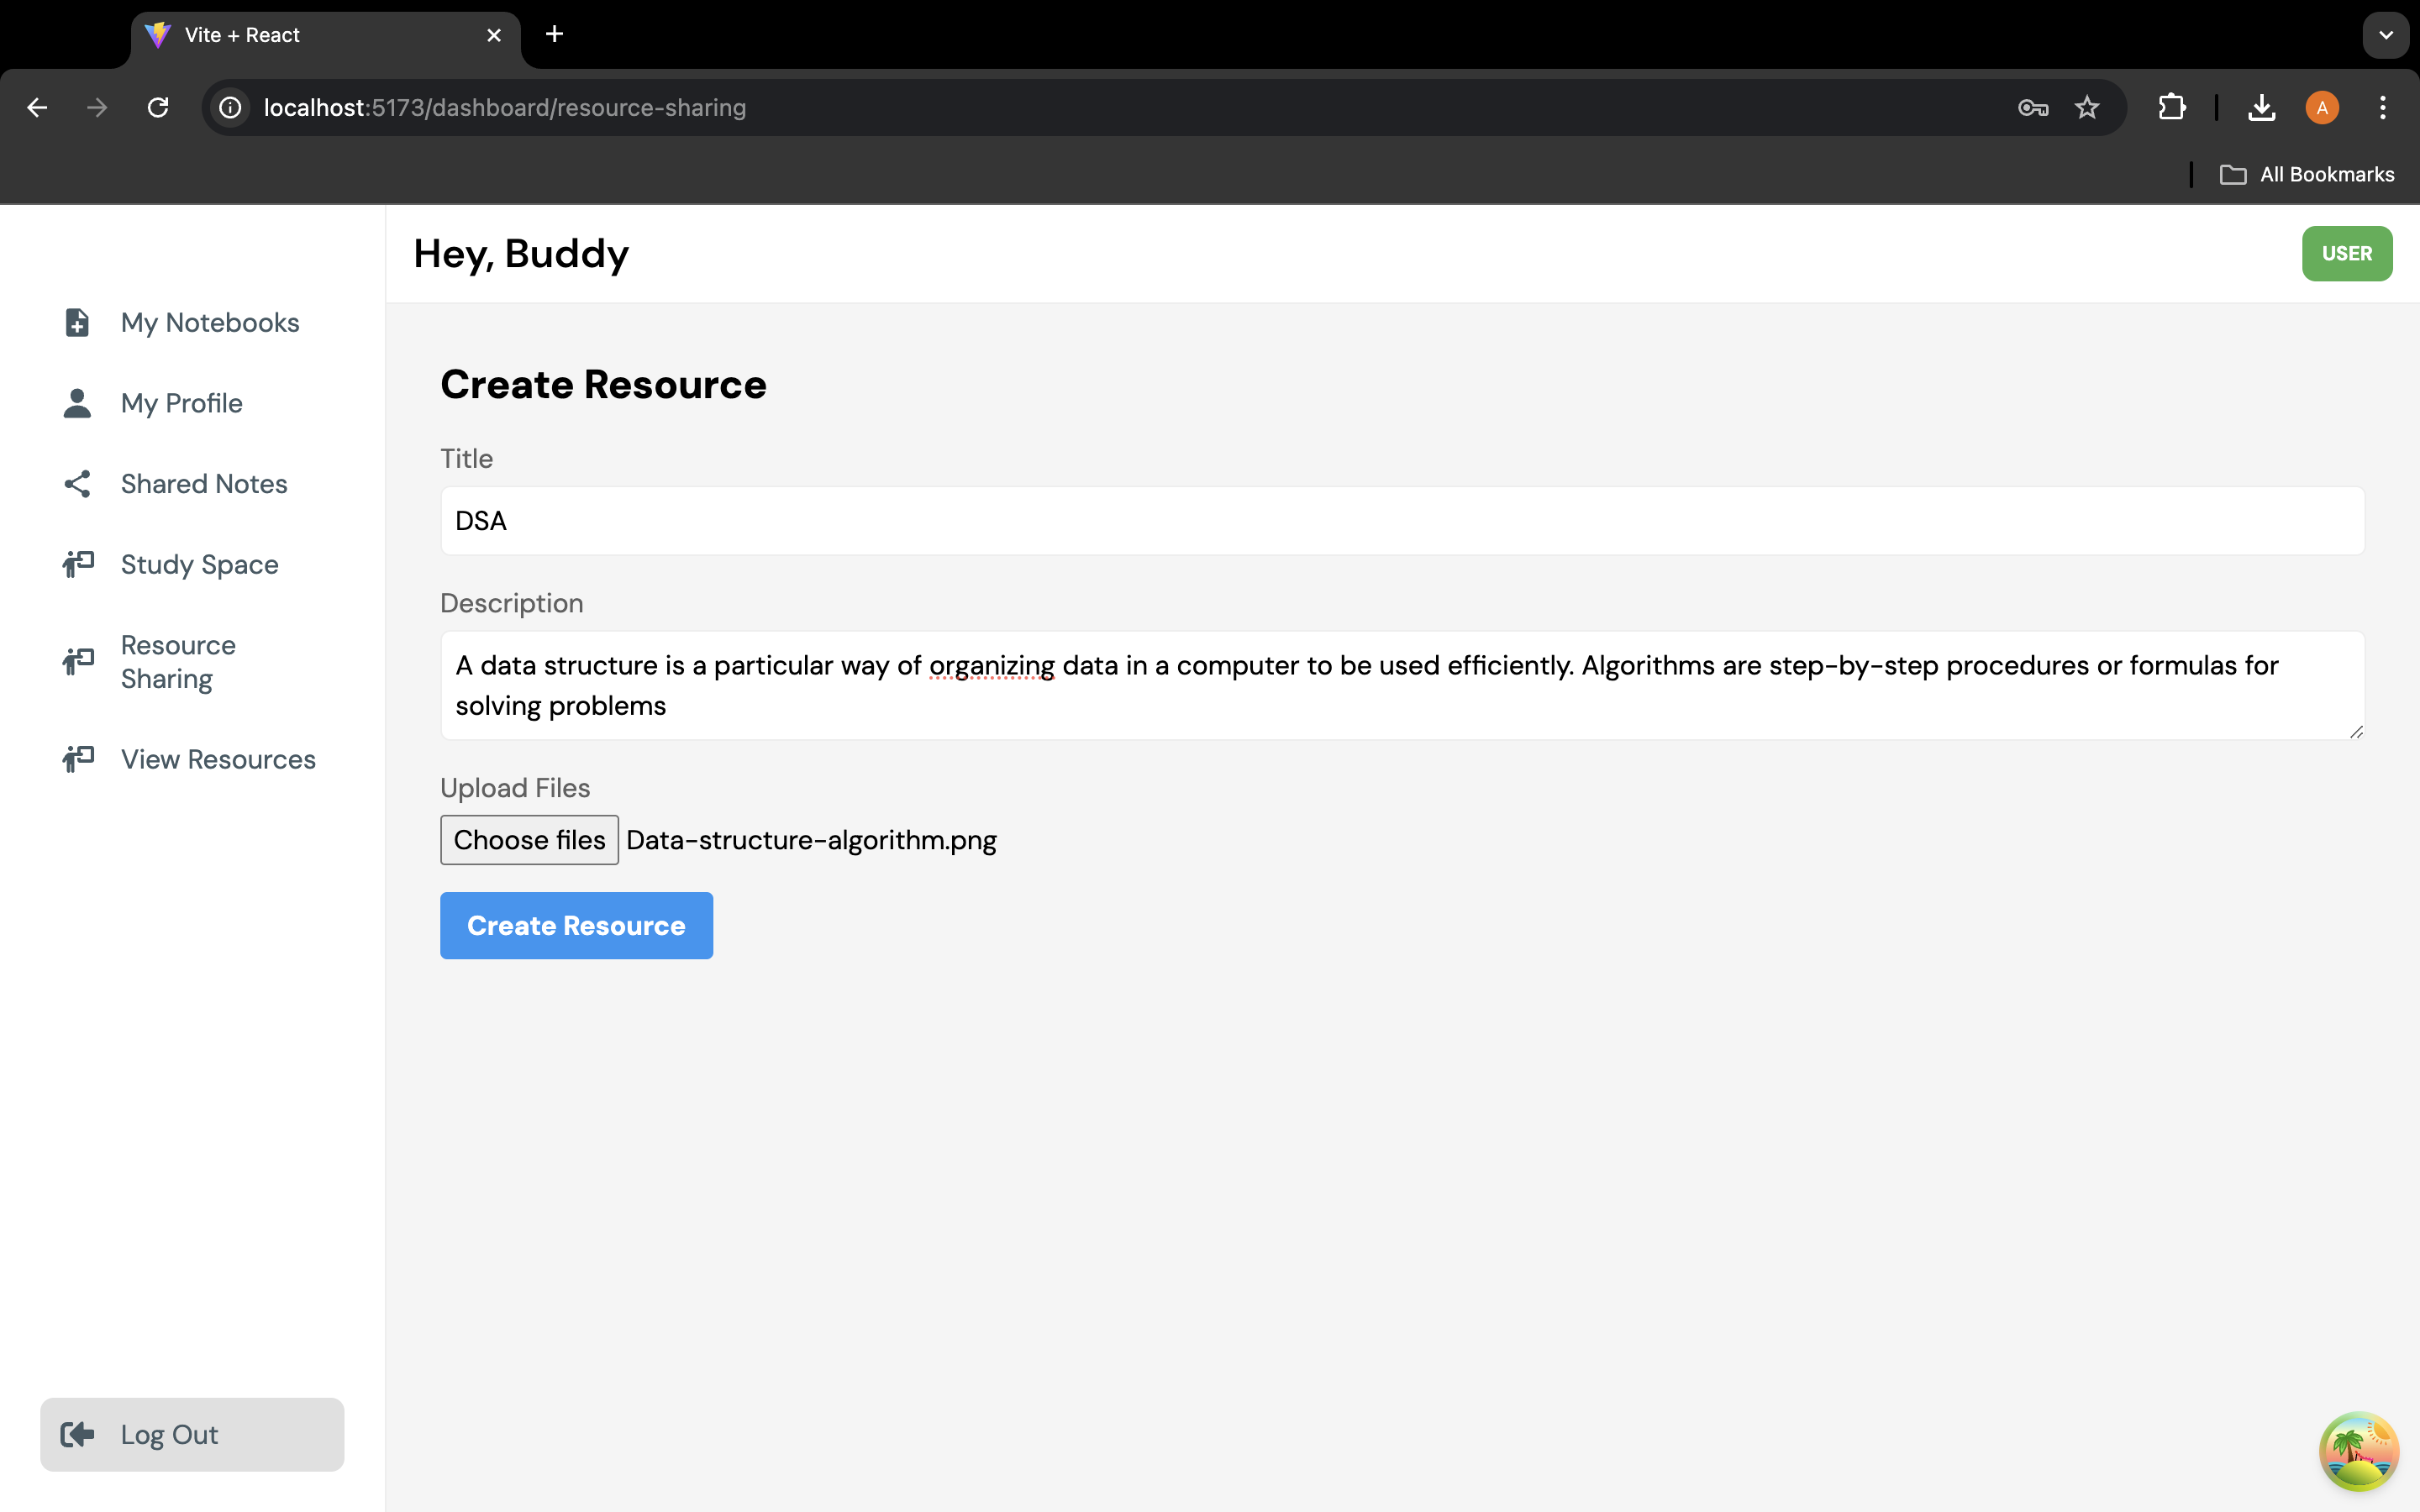 Vite + React
localhost:5173/dashboard/resource-sharing
A
All Bookmarks
Hey, Buddy
USER
My Notebooks
My Profile
Shared Notes
Study Space
Resource
Sharing
View Resources
Log Out
Create Resource
Title
DSA
Description
A data structure is a particular way of organizing data in a computer to be used efficiently. Algorithms are step-by-step procedures or formulas for
solving problems
Upload Files
Choose files Data-structure-algorithm.png
Create Resource